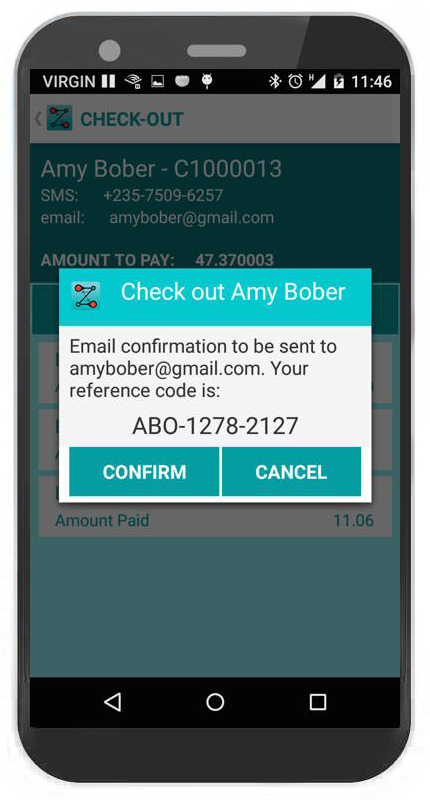 VIRGIN
H
11:46
CHECK-OUT
Amy Bober - C1000013
SMS: +235-7509-6257
email: amybober@gmail.com
AMOUNT TO PAY: 47.370003
Check out Amy Bober
Email confirmation to be sent to
amybober@gmail.com. Your
reference code is:
ABO-1278-2127
CONFIRM CANCEL
Amount Paid 11.06